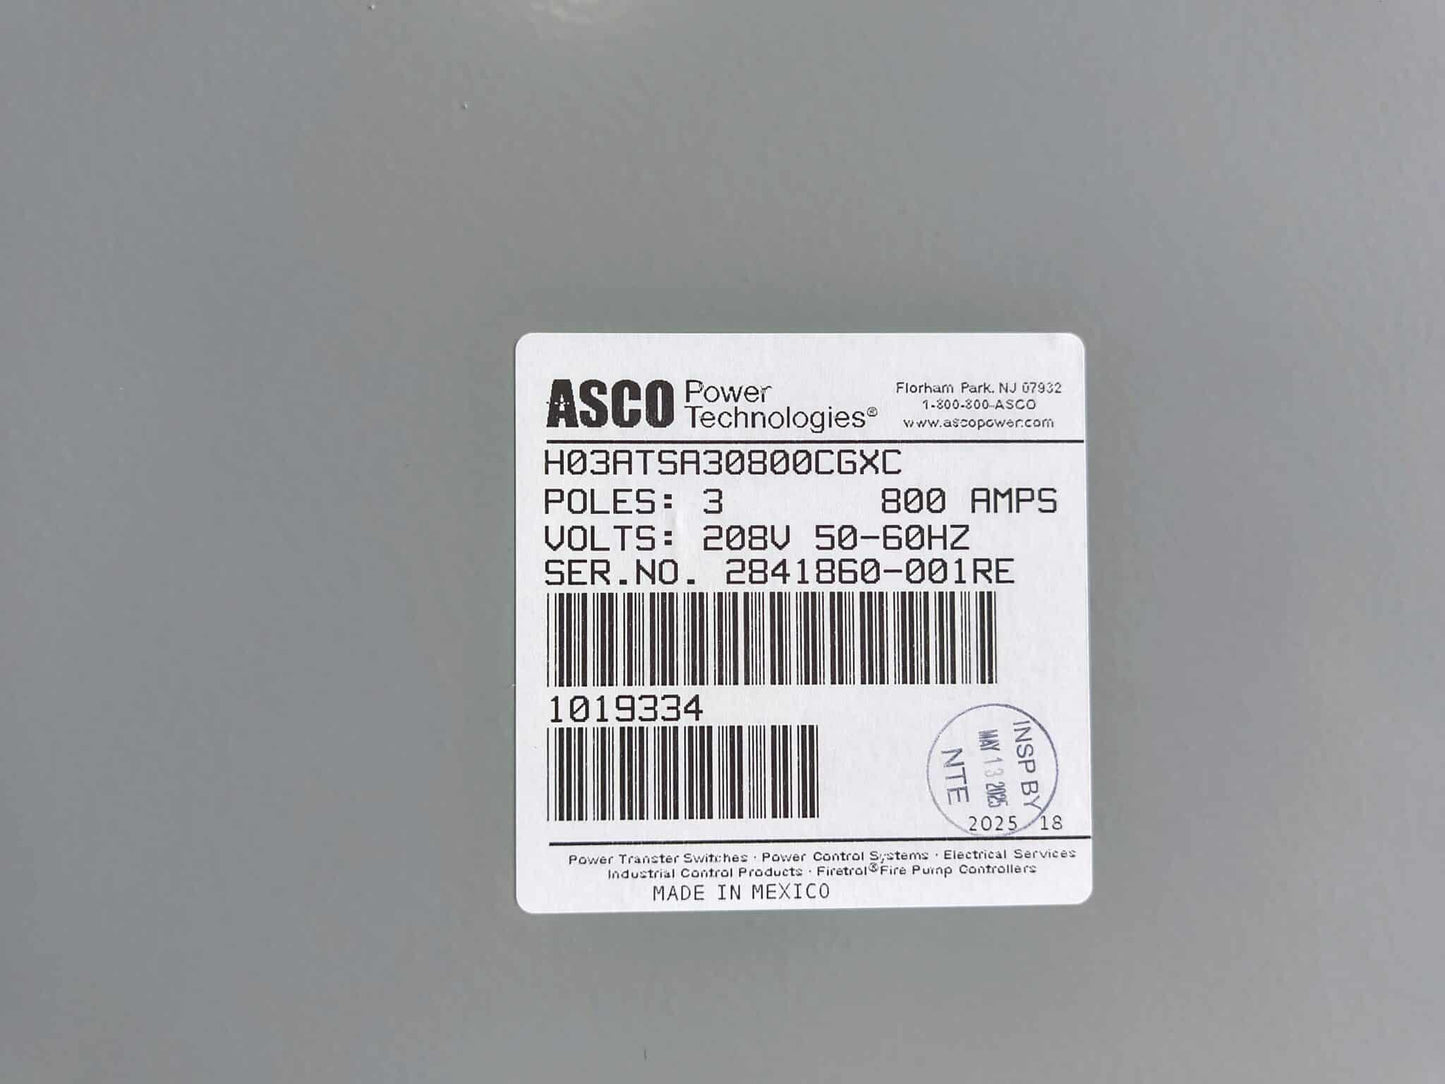 ASCO Power Technologies®
Florham Park, NJ 07932
1-800-800-ASCO
www.ascopower.com
H03ATSA30800CGXC
POLES: 3 800 AMPS
VOLTS: 208V 50-60HZ
SER.NO. 2841860-001RE
1019334
INSP BY
MAY 13 2025
NTE
2025 18
Power Transfer Switches · Power Control Systems · Electrical Services
Industrial Control Products · Firetrol® Fire Pump Controllers
MADE IN MEXICO